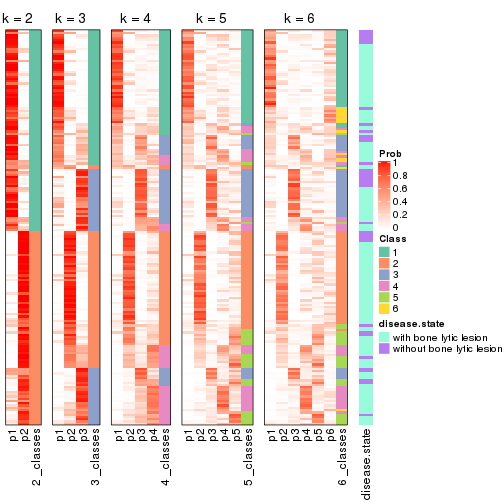 k = 2 k = 3 k = 4 k = 5 k = 6
Prob
1
0.8
0.6
0.4
0.2
0
Class
1
2
3
4
5
6
disease.state
with bone lytic lesion
without bone lytic lesion
p1 p2 2_classes p1 p2 p3 3_classes p1 p2 p3 p4 4_classes p1 p2 p3 p4 p5 5_classes p1 p2 p3 p4 p5 p6 6_classes disease.state